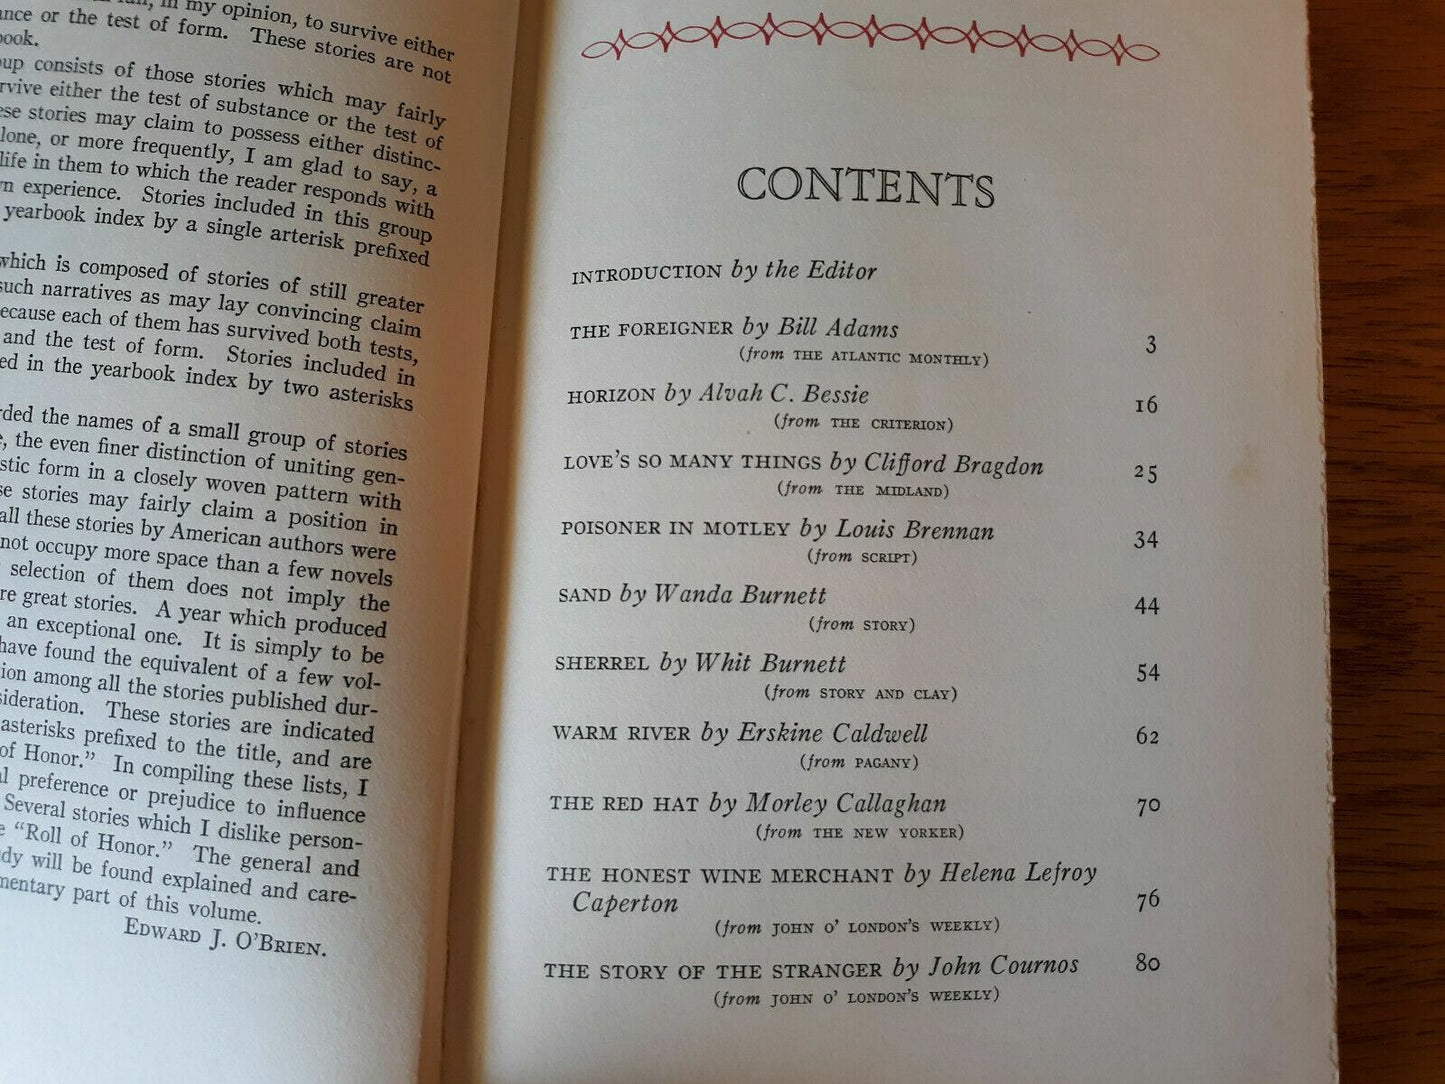 in my opinion, to survive either
ance or the test of form. These stories are not
book.
oup consists of those stories which may fairly
rvive either the test of substance or the test of
ese stories may claim to possess either distinc-
lone, or more frequently, I am glad to say, a
life in them to which the reader responds with
n experience. Stories included in this group
yearbook index by a single arterisk prefixed
which is composed of stories of still greater
such narratives as may lay convincing claim
ecause each of them has survived both tests,
and the test of form. Stories included in
ed in the yearbook index by two asterisks
rded the names of a small group of stories
e, the even finer distinction of uniting gen-
stic form in a closely woven pattern with
se stories may fairly claim a position in
all these stories by American authors were
not occupy more space than a few novels
selection of them does not imply the
re great stories. A year which produced
an exceptional one. It is simply to be
have found the equivalent of a few vol-
ion among all the stories published dur-
sideration. These stories are indicated
asterisks prefixed to the title, and are
of Honor.” In compiling these lists, I
al preference or prejudice to influence
Several stories which I dislike person-
e “Roll of Honor.” The general and
dy will be found explained and care-
mentary part of this volume.
EDWARD J. O'BRIEN.
CONTENTS
INTRODUCTION by the Editor
THE FOREIGNER by Bill Adams 3
(from THE ATLANTIC MONTHLY)
HORIZON by Alvah C. Bessie 16
(from THE CRITERION)
LOVE'S SO MANY THINGS by Clifford Bragdon 25
(from THE MIDLAND)
POISONER IN MOTLEY by Louis Brennan 34
(from SCRIPT)
SAND by Wanda Burnett 44
(from STORY)
SHERREL by Whit Burnett 54
(from STORY AND CLAY)
WARM RIVER by Erskine Caldwell 62
(from PAGANY)
THE RED HAT by Morley Callaghan 70
(from THE NEW YORKER)
THE HONEST WINE MERCHANT by Helena Lefroy
Caperton 76
(from JOHN O' LONDON'S WEEKLY)
THE STORY OF THE STRANGER by John Cournos 80
(from JOHN O' LONDON'S WEEKLY)